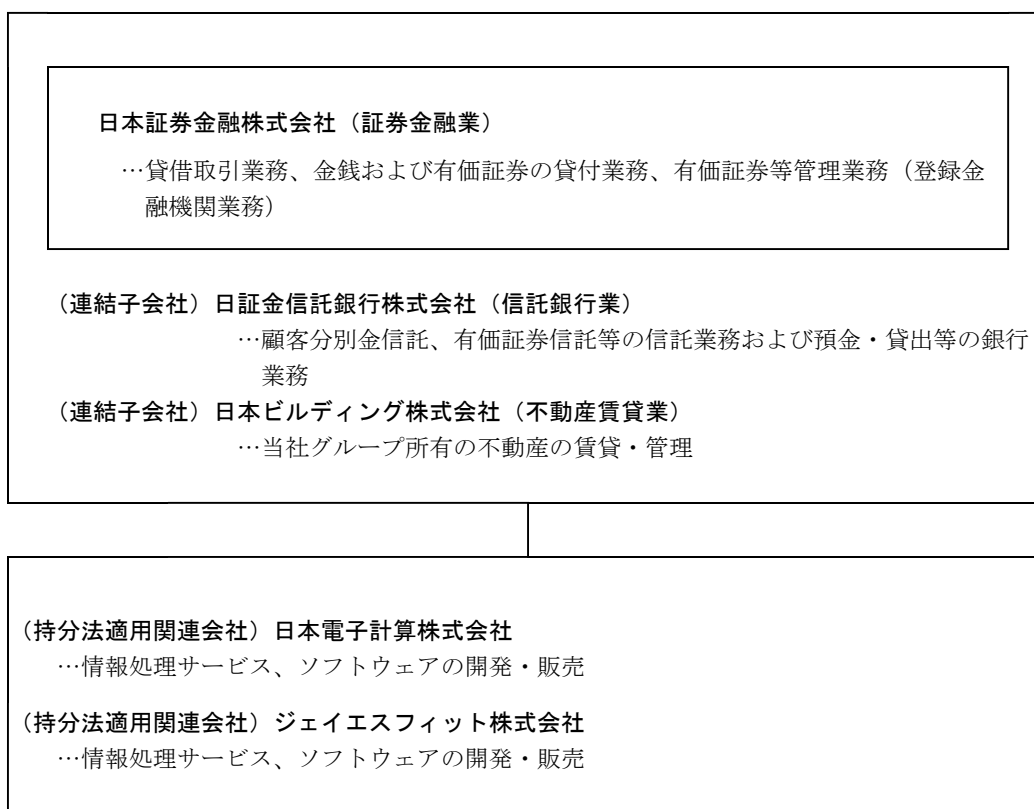 日本証券金融株式会社（証券金融業）
…貸借取引業務、金銭および有価証券の貸付業務、有価証券等管理業務（登録金
融機関業務）
（連結子会社）日証金信託銀行株式会社（信託銀行業）
…顧客分別金信託、有価証券信託等の信託業務および預金・貸出等の銀行
業務
（連結子会社）日本ビルディング株式会社（不動産賃貸業）
…当社グループ所有の不動産の賃貸・管理
（持分法適用関連会社）日本電子計算株式会社
…情報処理サービス、ソフトウェアの開発・販売
（持分法適用関連会社）ジェイエスフィット株式会社
…情報処理サービス、ソフトウェアの開発・販売